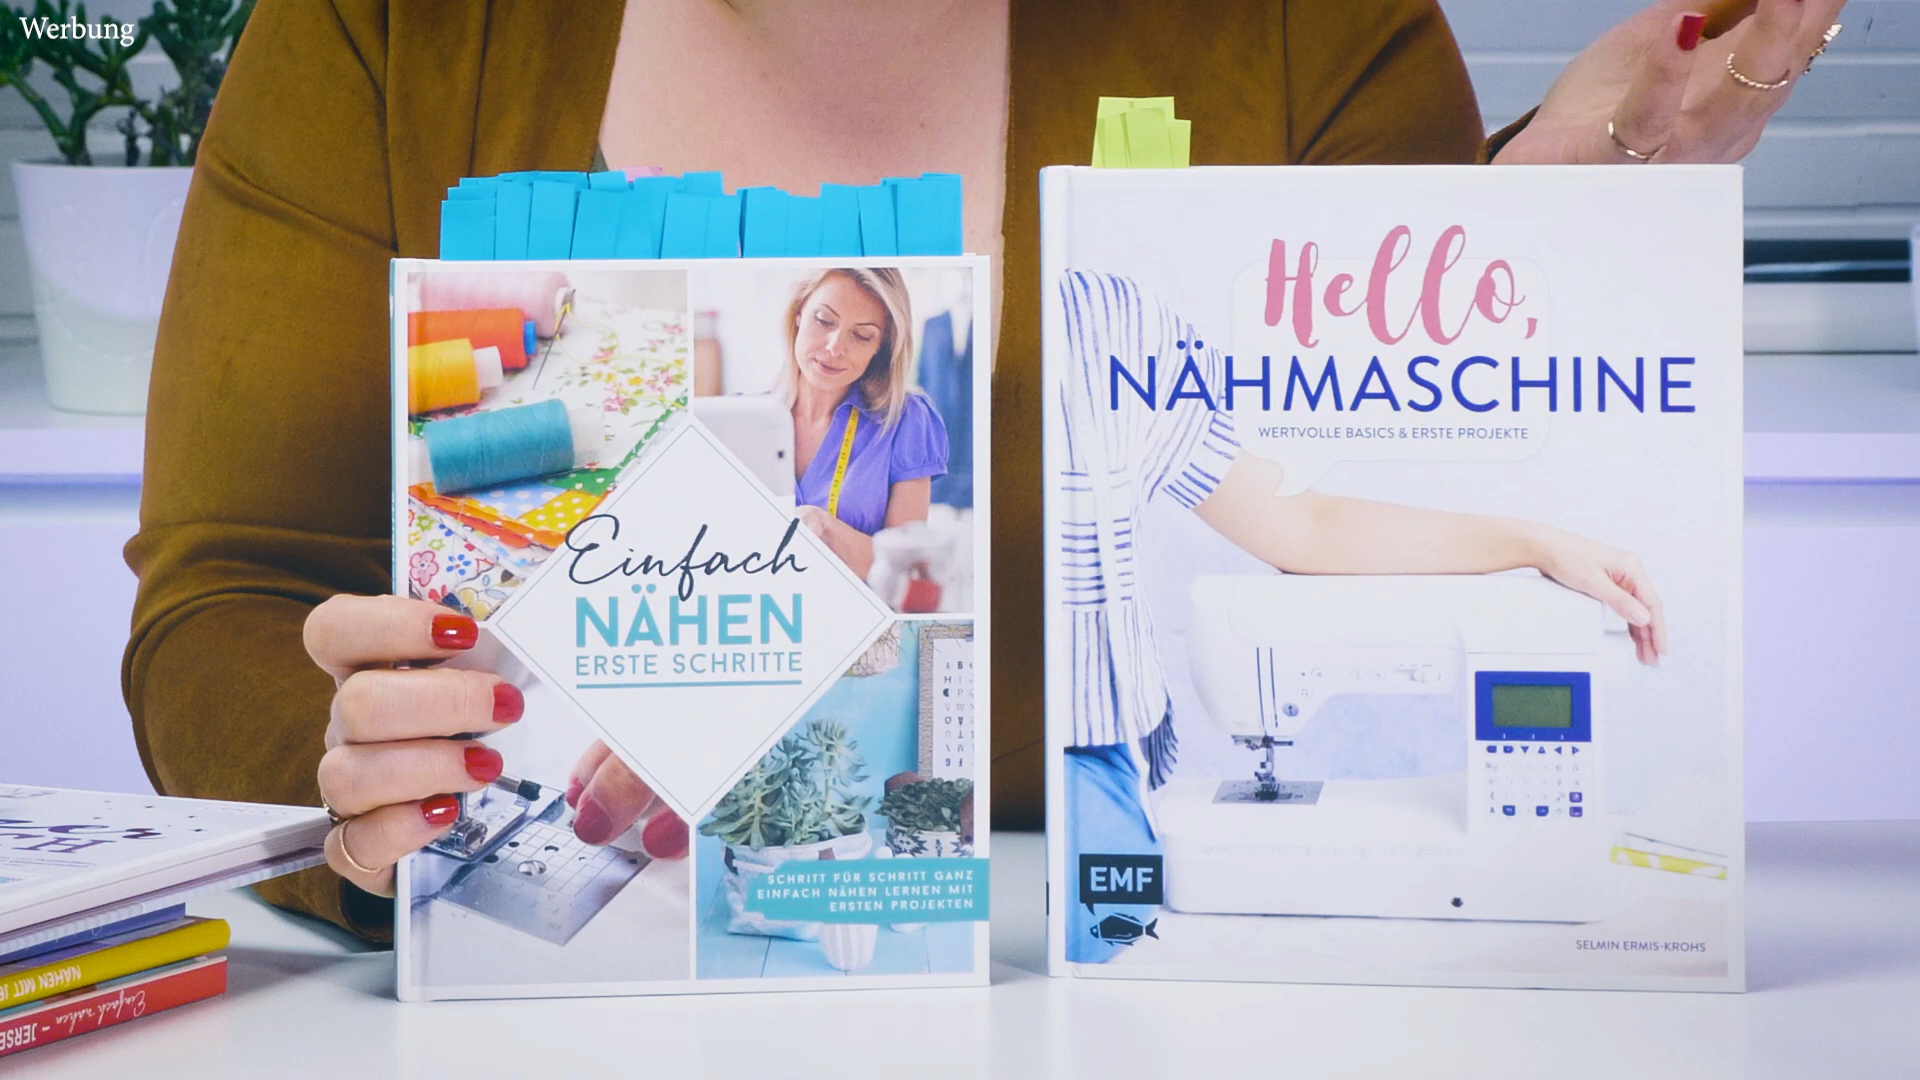 Werbung
Einfach
NÄHEN
ERSTE SCHRITTE
SCHRITT FÜR SCHRITT GANZ
EINFACH NÄHEN LERNEN MIT
ERSTEN PROJEKTEN
Hello,
NÄHMASCHINE
WERTVOLLE BASICS & ERSTE PROJEKTE
EMF
SELMIN ERMIS-KROHS
NÄHEN MIT
Einfach nähen – JERSE